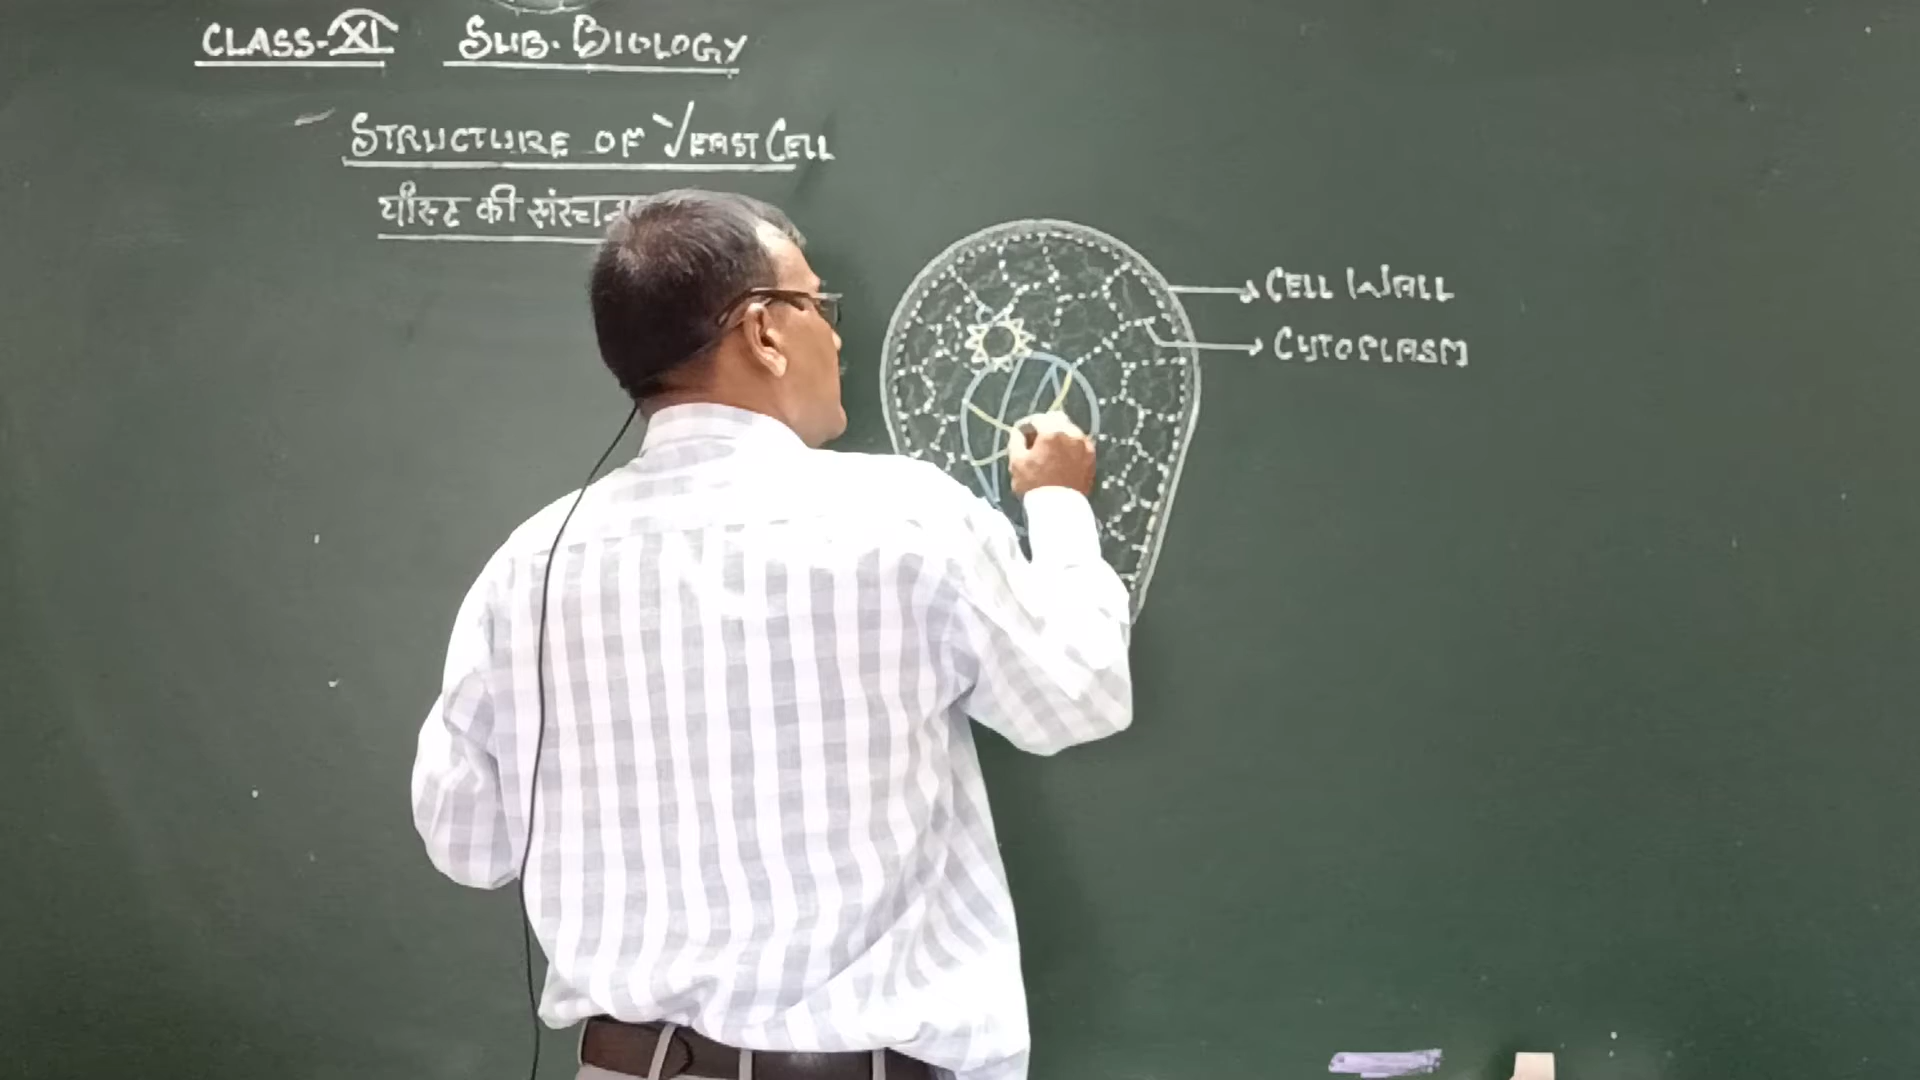 CLASS-XI SUB. BIOLOGY
STRUCTURE OF YEAST CELL
यीस्ट की
CELL WALL
CYTOPLASM